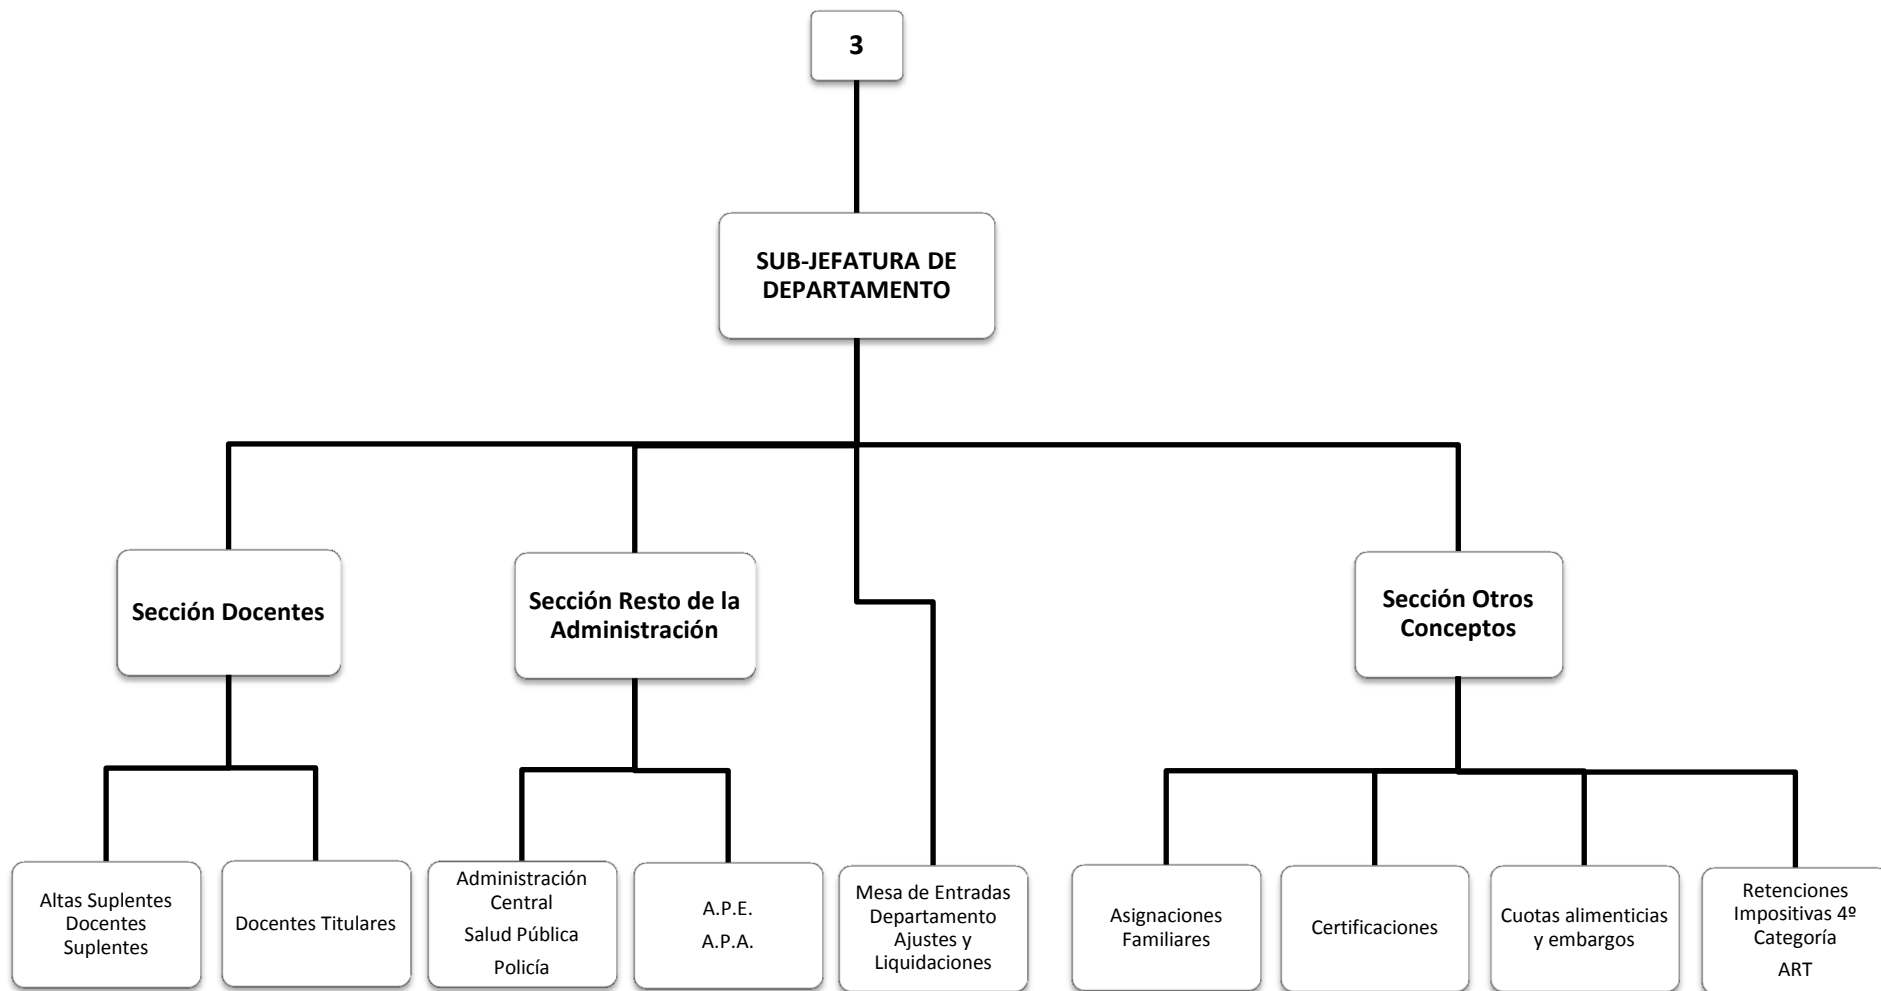 3
SUB-JEFATURA DE
DEPARTAMENTO
Sección Docentes
Sección Resto de la
Administración
Sección Otros
Conceptos
Altas Suplentes
Docentes
Suplentes
Docentes Titulares
Administración
Central
Salud Pública
Policía
A.P.E.
A.P.A.
Mesa de Entradas
Departamento
Ajustes y
Liquidaciones
Asignaciones
Familiares
Certificaciones
Cuotas alimenticias
y embargos
Retenciones
Impositivas 4º
Categoría
ART